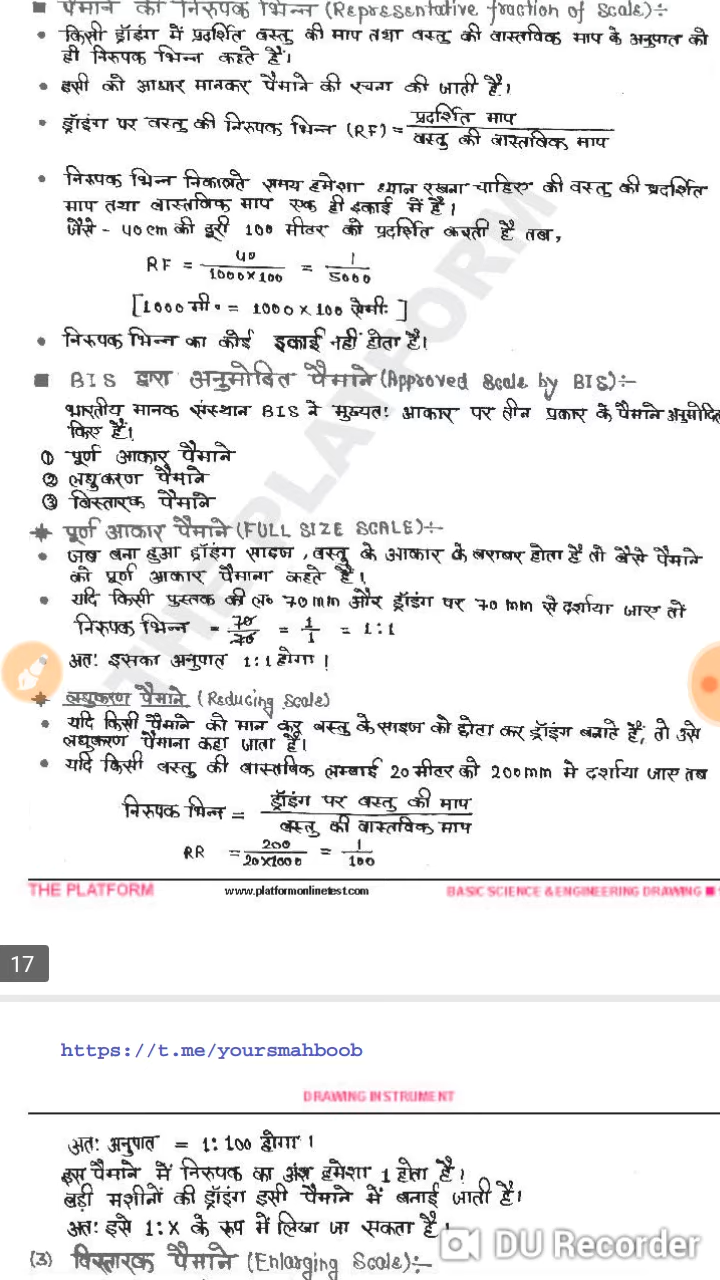 ■ पैमाने का निरूपक भिन्न (Representative fraction of Scale):-
• किसी ड्रॉइंग में प्रदर्शित वस्तु की माप तथा वस्तु की वास्तविक माप के अनुपात को
ही निरूपक भिन्न कहते हैं।
• इसी को आधार मानकर पैमाने की रचना की जाती है।
• ड्रॉइंग पर वस्तु की निरूपक भिन्न (RF) = प्रदर्शित माप / वस्तु की वास्तविक माप
• निरूपक भिन्न निकालते समय हमेशा ध्यान रखना चाहिए की वस्तु की प्रदर्शित
माप तथा वास्तविक माप एक ही इकाई में हैं।
जैसे - 40 cm की दूरी 100 मीटर को प्रदर्शित करती है तब,
RF = 40 / 1000×100 = 1 / 5000
[1000 मी॰ = 1000 × 100 सेमी॰]
• निरूपक भिन्न का कोई इकाई नहीं होता है।
■ BIS द्वारा अनुमोदित पैमाने (Approved Scale by BIS):-
भारतीय मानक संस्थान BIS ने मुख्यतः आकार पर तीन प्रकार के पैमाने अनुमोदित
किए हैं।
① पूर्ण आकार पैमाने
② लघुकरण पैमाने
③ विस्तारक पैमाने
✦ पूर्ण आकार पैमाने (FULL SIZE SCALE):-
• जब बना हुआ ड्रॉइंग साइज, वस्तु के आकार के बराबर होता हैं तो वैसे पैमाने
को पूर्ण आकार पैमाना कहते हैं।
• यदि किसी पुस्तक की ल० 70 mm और ड्रॉइंग पर 70 mm से दर्शाया जाए तो
निरूपक भिन्न = 70 / 70 = 1 / 1 = 1:1
• अतः इसका अनुपात 1:1 होगा।
✦ लघुकरण पैमाने (Reducing Scale)
• यदि किसी पैमाने को मान कर वस्तु के साइज को छोटा कर ड्रॉइंग बनाते हैं, तो उसे
लघुकरण पैमाना कहा जाता है।
• यदि किसी वस्तु की वास्तविक लम्बाई 20 मीटर को 200mm मे दर्शाया जाए तब
निरूपक भिन्न = ड्रॉइंग पर वस्तु की माप / वस्तु की वास्तविक माप
RR = 200 / 20×1000 = 1 / 100
THE PLATFORM www.platformonlinetest.com BASIC SCIENCE & ENGINEERING DRAWING ■
17
https://t.me/yoursmahboob
DRAWING INSTRUMENT
अतः अनुपात = 1:100 होगा।
इस पैमाने में निरूपक का अंश हमेशा 1 होता है।
बड़ी मशीनों की ड्रॉइंग इसी पैमाने में बनाई जाती है।
अतः इसे 1:X के रूप में लिखा जा सकता है।
DU Recorder
(3) विस्तारक पैमाने (Enlarging Scale):-
THE PLATFORM